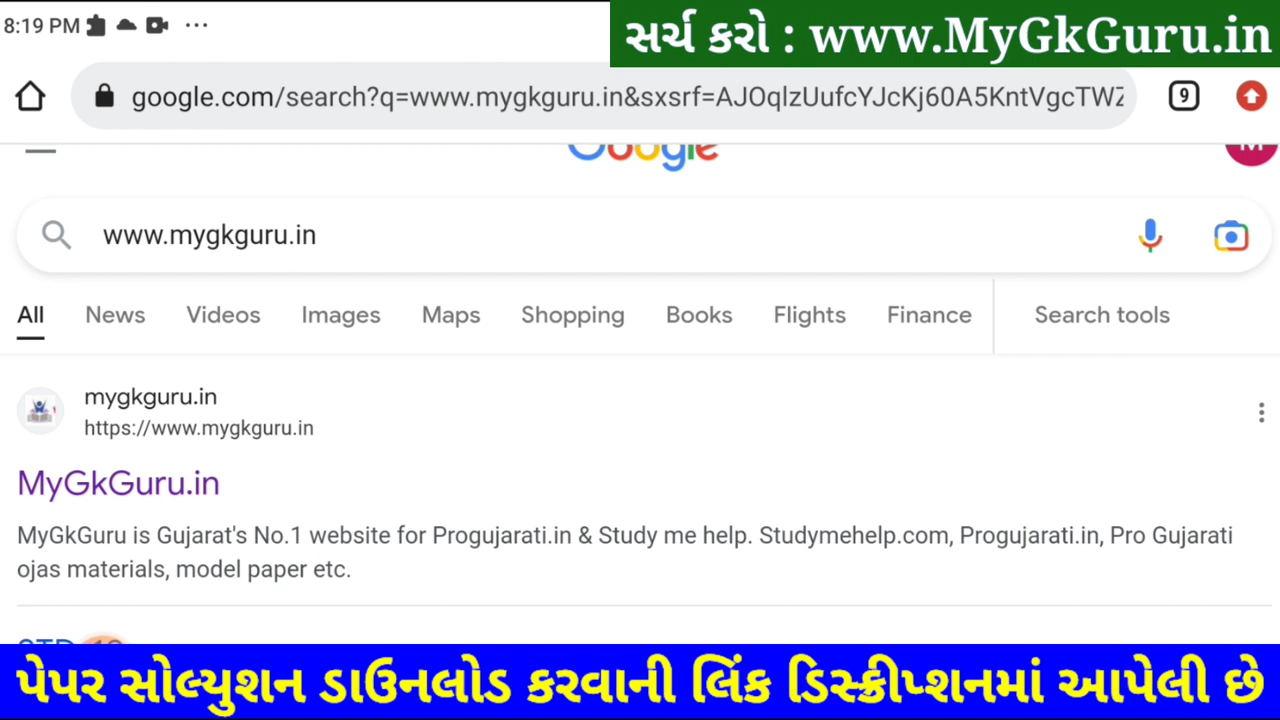 8:19 PM
સર્ચ કરો : www.MyGkGuru.in
google.com/search?q=www.mygkguru.in&sxsrf=AJOqlzUufcYJcKj60A5KntVgcTWZ
9
Google
M
www.mygkguru.in
All News Videos Images Maps Shopping Books Flights Finance Search tools
mygkguru.in
https://www.mygkguru.in
MyGkGuru.in
MyGkGuru is Gujarat's No.1 website for Progujarati.in & Study me help. Studymehelp.com, Progujarati.in, Pro Gujarati
ojas materials, model paper etc.
પેપર સોલ્યુશન ડાઉનલોડ કરવાની લિંક ડિસ્ક્રીપ્શનમાં આપેલી છે